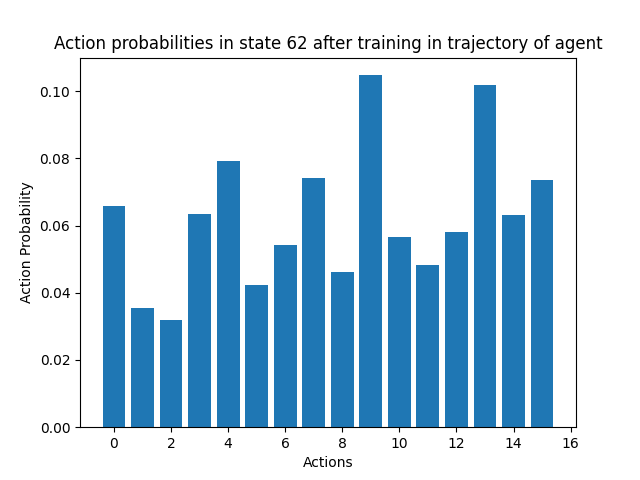 Action probabilities in state 62 after training in trajectory of agent
0.10
0.08
0.06
0.04
0.02
0.00
Action Probability
0 2 4 6 8 10 12 14 16
Actions